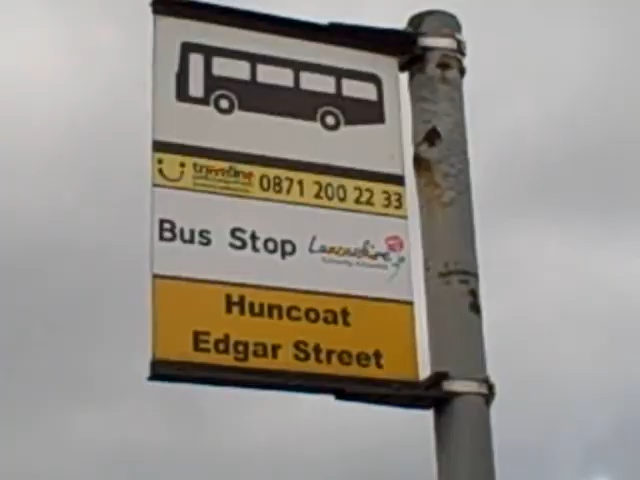 traveline
0871 200 22 33
Bus Stop
Lancashire
Huncoat
Edgar Street